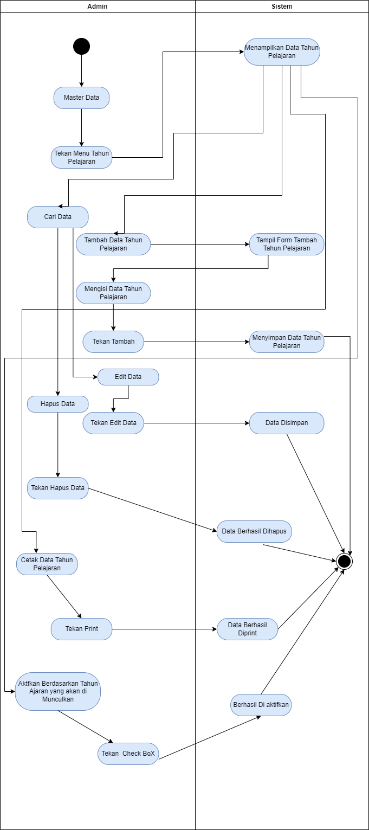 Admin
Sistem
Menampilkan Data Tahun
Pelajaran
Master Data
Tekan Menu Tahun
Pelajaran
Cari Data
Tambah Data Tahun
Pelajaran
Tampil Form Tambah
Tahun Pelajaran
Mengisi Data Tahun
Pelajaran
Tekan Tambah
Menyimpan Data Tahun
Pelajaran
Edit Data
Hapus Data
Tekan Edit Data
Data Disimpan
Tekan Hapus Data
Data Berhasil Dihapus
Cetak Data Tahun
Pelajaran
Tekan Print
Data Berhasil
Diprint
Aktifkan Berdasarkan Tahun
Ajaran yang akan di
Munculkan
Berhasil Di aktifkan
Tekan Check BoX